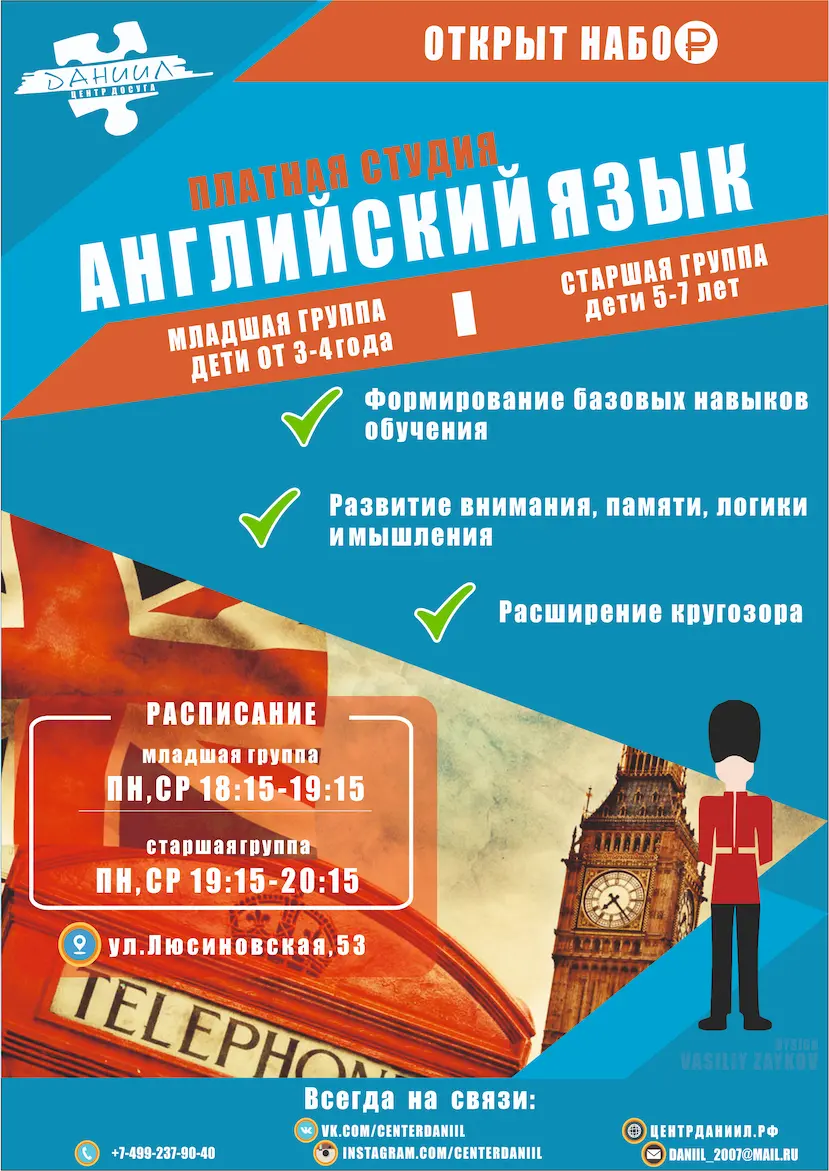 ДАНИИЛ
ЦЕНТР ДОСУГА
ОТКРЫТ НАБО₽
ПЛАТНАЯ СТУДИЯ
АНГЛИЙСКИЙ ЯЗЫК
МЛАДШАЯ ГРУППА
ДЕТИ ОТ 3-4 года
СТАРШАЯ ГРУППА
дети 5-7 лет
Формирование базовых навыков
обучения
Развитие внимания, памяти, логики
и мышления
Расширение кругозора
РАСПИСАНИЕ
младшая группа
ПН,СР 18:15-19:15
старшая группа
ПН,СР 19:15-20:15
ул.Люсиновская,53
TELEPHON
VASILIY ZAYKOV
Всегда на связи:
VK.COM/CENTERDANIIL
ЦЕНТРДАНИИЛ.РФ
+7-499-237-90-40
INSTAGRAM.COM/CENTERDANIIL
DANIIL_2007@MAIL.RU